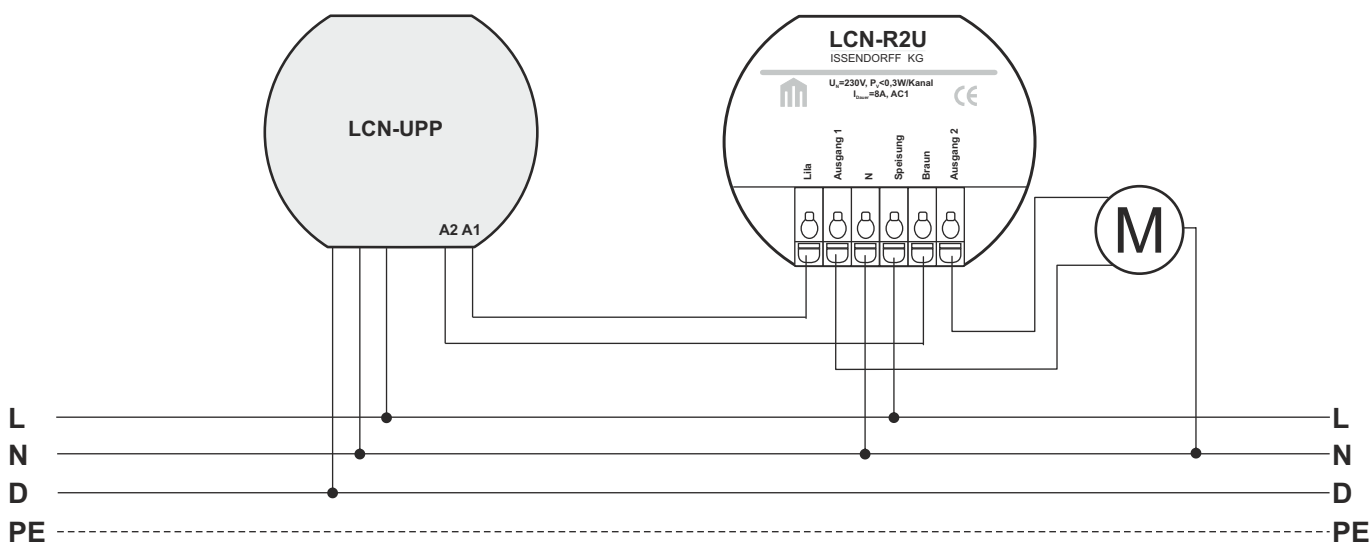 LCN-UPP
A2 A1
LCN-R2U
ISSENDORFF KG
Uₙ=230V, Pᵥ<0,3W/Kanal
I_Dauer=8A, AC1
CE
Lila
Ausgang 1
N
Speisung
Braun
Ausgang 2
M
L
L
N
N
D
D
PE
PE